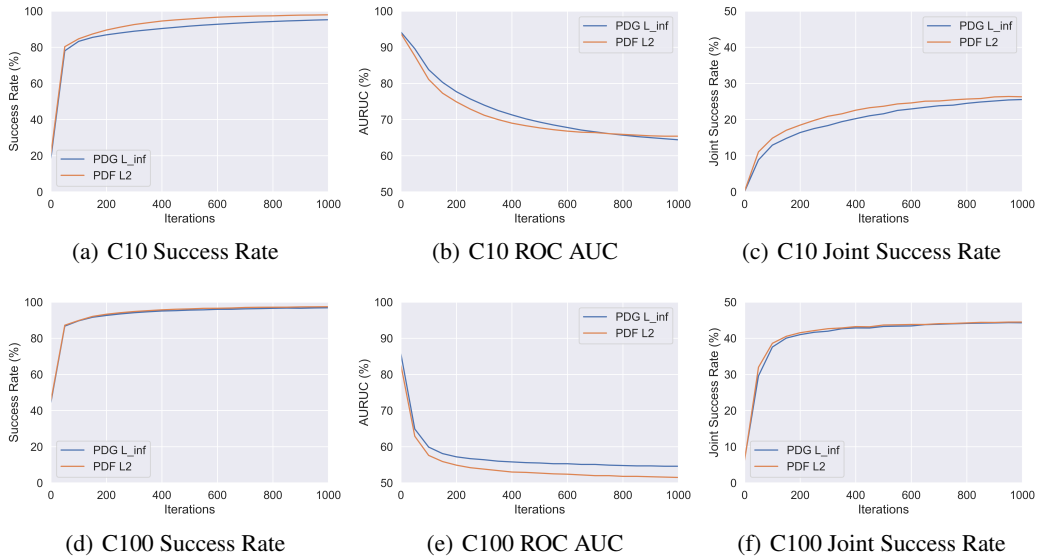 100
80
60
40
20
0
Success Rate (%)
PDG L_inf
PDF L2
0 200 400 600 800 1000
Iterations
(a) C10 Success Rate
90
80
70
60
50
AURUC (%)
PDG L_inf
PDF L2
0 200 400 600 800 1000
Iterations
(b) C10 ROC AUC
50
40
30
20
10
0
Joint Success Rate (%)
PDG L_inf
PDF L2
0 200 400 600 800 1000
Iterations
(c) C10 Joint Success Rate
100
80
60
40
20
0
Success Rate (%)
PDG L_inf
PDF L2
0 200 400 600 800 1000
Iterations
(d) C100 Success Rate
90
80
70
60
50
AURUC (%)
PDG L_inf
PDF L2
0 200 400 600 800 1000
Iterations
(e) C100 ROC AUC
50
40
30
20
10
0
Joint Success Rate (%)
PDG L_inf
PDF L2
0 200 400 600 800 1000
Iterations
(f) C100 Joint Success Rate